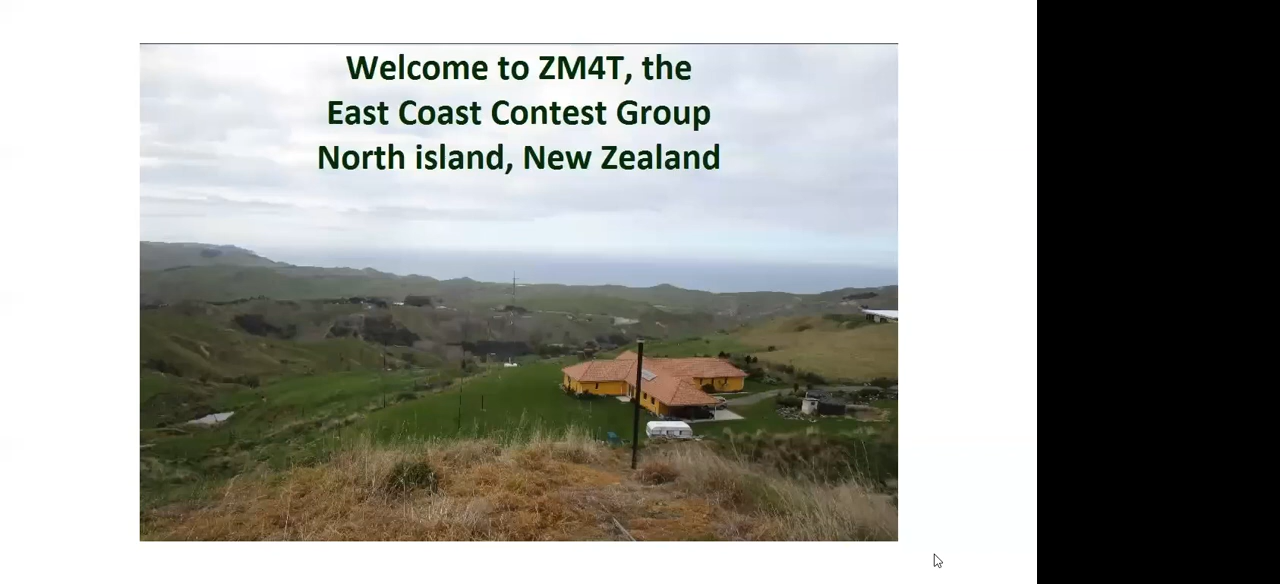 Welcome to ZM4T, the
East Coast Contest Group
North island, New Zealand